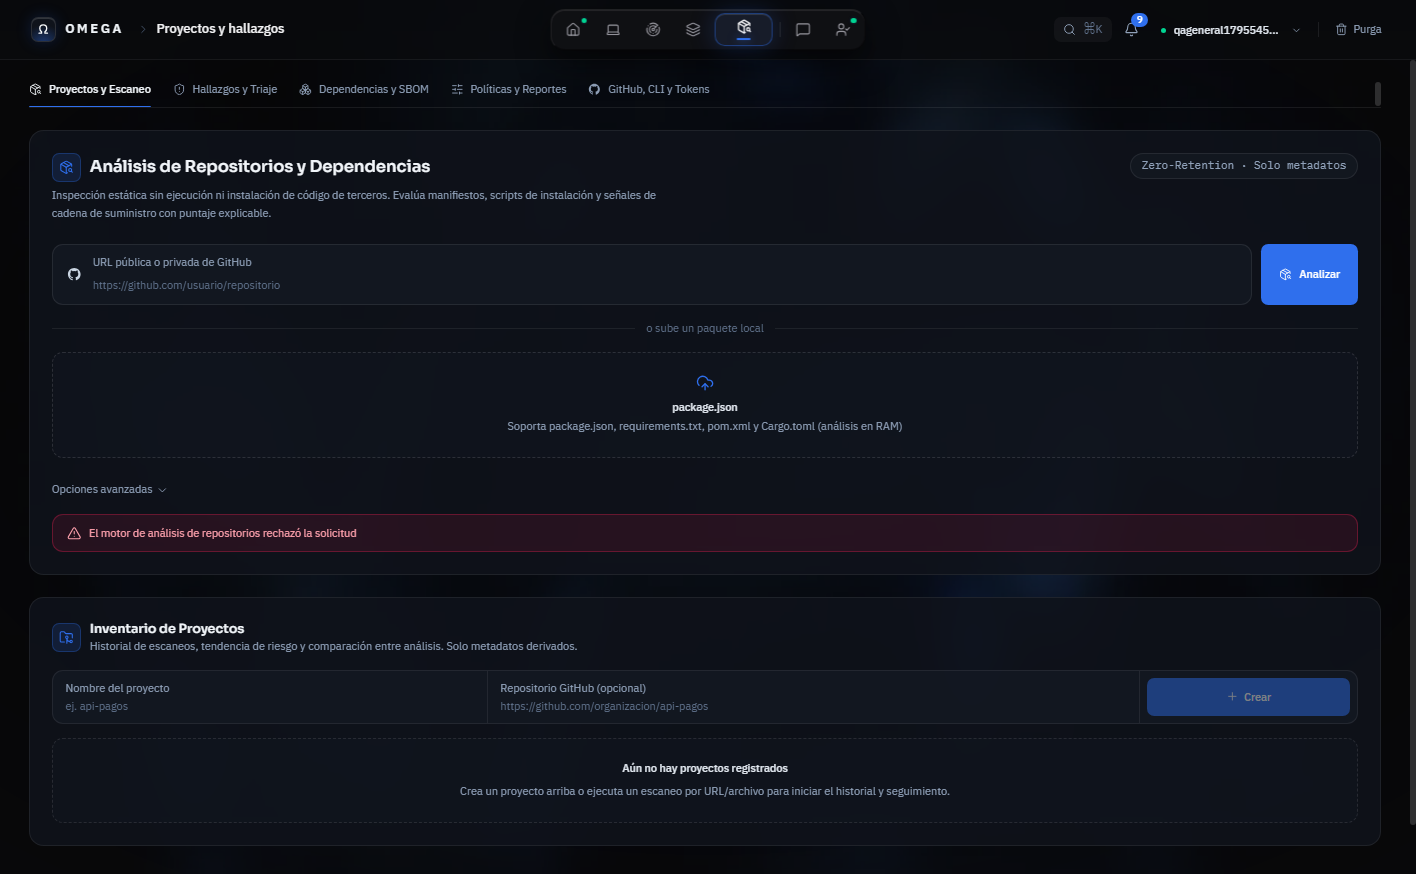 Ω OMEGA > Proyectos y hallazgos
⌘K
9
qageneral1795545...
Purga
Proyectos y Escaneo
Hallazgos y Triaje
Dependencias y SBOM
Políticas y Reportes
GitHub, CLI y Tokens
Análisis de Repositorios y Dependencias
Zero-Retention · Solo metadatos
Inspección estática sin ejecución ni instalación de código de terceros. Evalúa manifiestos, scripts de instalación y señales de
cadena de suministro con puntaje explicable.
URL pública o privada de GitHub
https://github.com/usuario/repositorio
Analizar
o sube un paquete local
package.json
Soporta package.json, requirements.txt, pom.xml y Cargo.toml (análisis en RAM)
Opciones avanzadas
El motor de análisis de repositorios rechazó la solicitud
Inventario de Proyectos
Historial de escaneos, tendencia de riesgo y comparación entre análisis. Solo metadatos derivados.
Nombre del proyecto
ej. api-pagos
Repositorio GitHub (opcional)
https://github.com/organizacion/api-pagos
+ Crear
Aún no hay proyectos registrados
Crea un proyecto arriba o ejecuta un escaneo por URL/archivo para iniciar el historial y seguimiento.